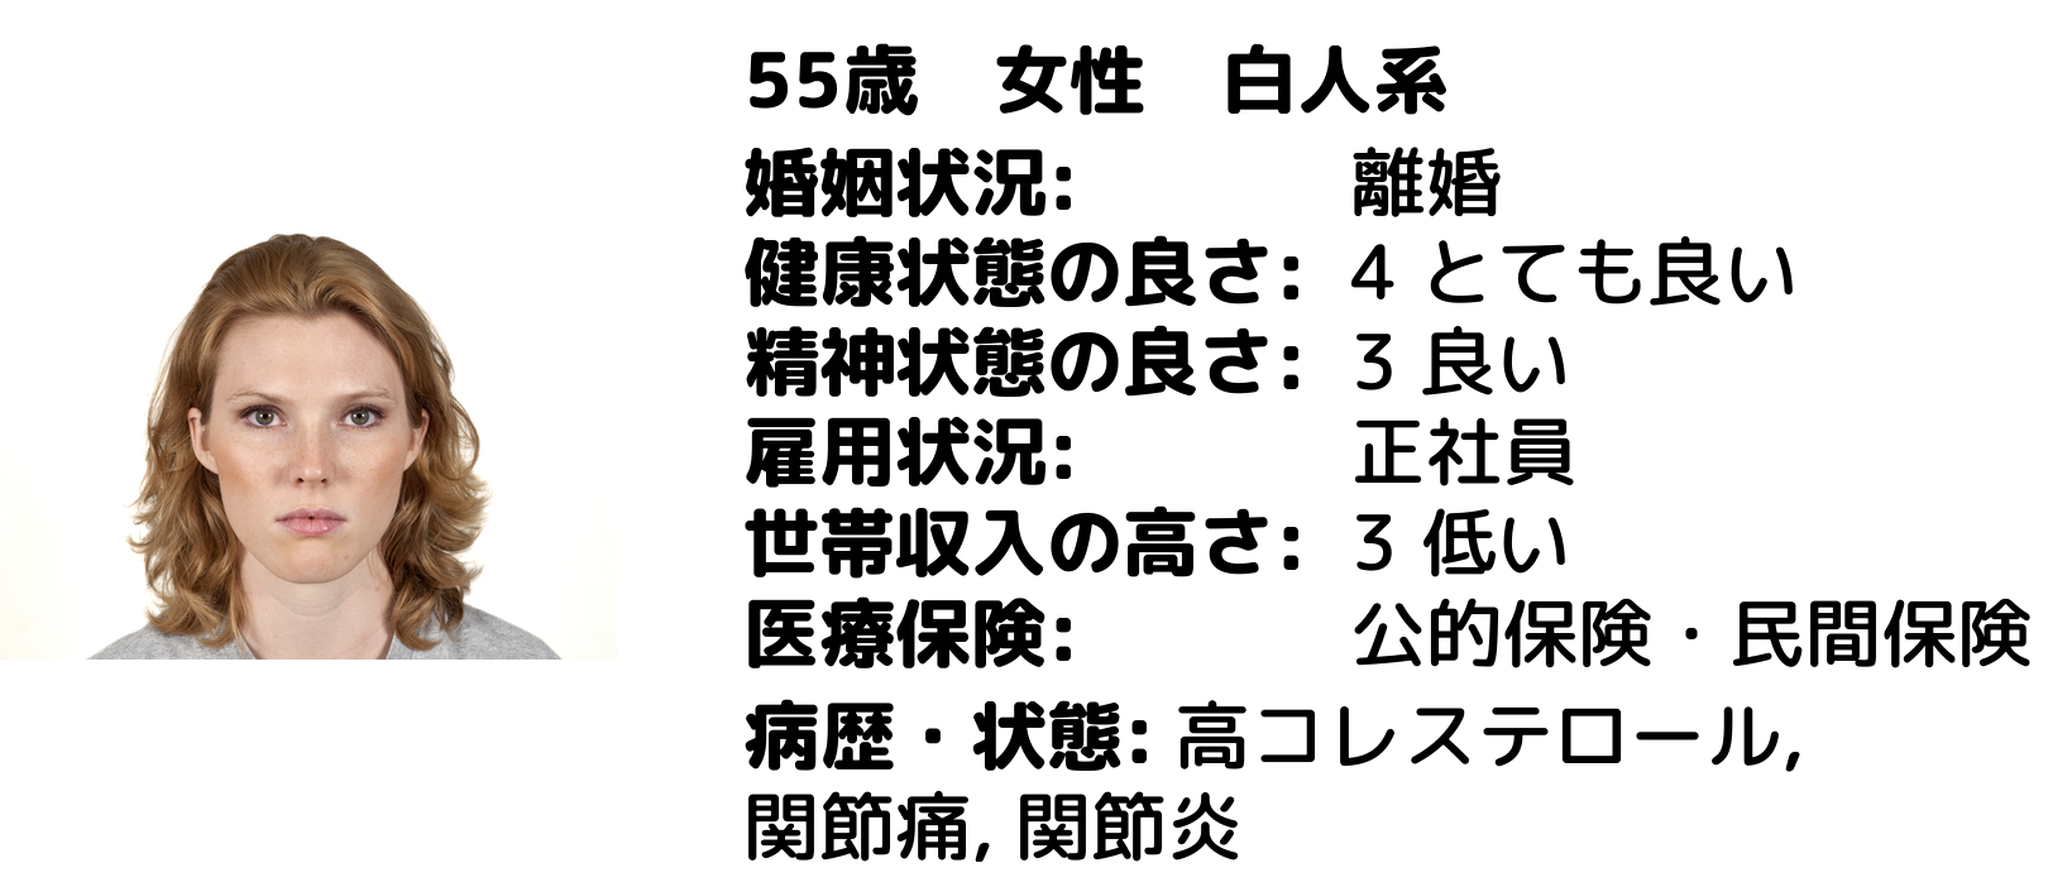 55歳　女性　白人系
婚姻状況: 離婚
健康状態の良さ: 4 とても良い
精神状態の良さ: 3 良い
雇用状況: 正社員
世帯収入の高さ: 3 低い
医療保険: 公的保険・民間保険
病歴・状態: 高コレステロール,
関節痛, 関節炎